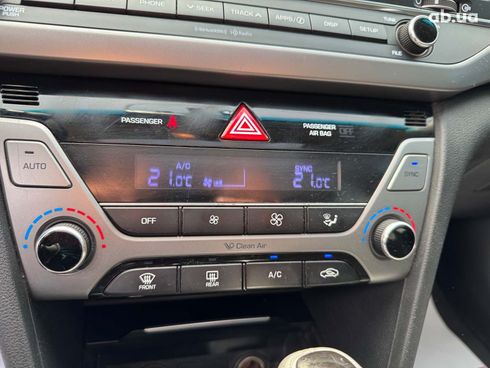 ab.ua
POWER
PUSH
PHONE
SEEK
TRACK
APPS
DISP
SETUP
TUNE
FILE
PASSENGER
PASSENGER
AIR BAG OFF
A/C
SYNC
21.0°C
21.0°C
AUTO
SYNC
OFF
Clean Air
FRONT
REAR
A/C